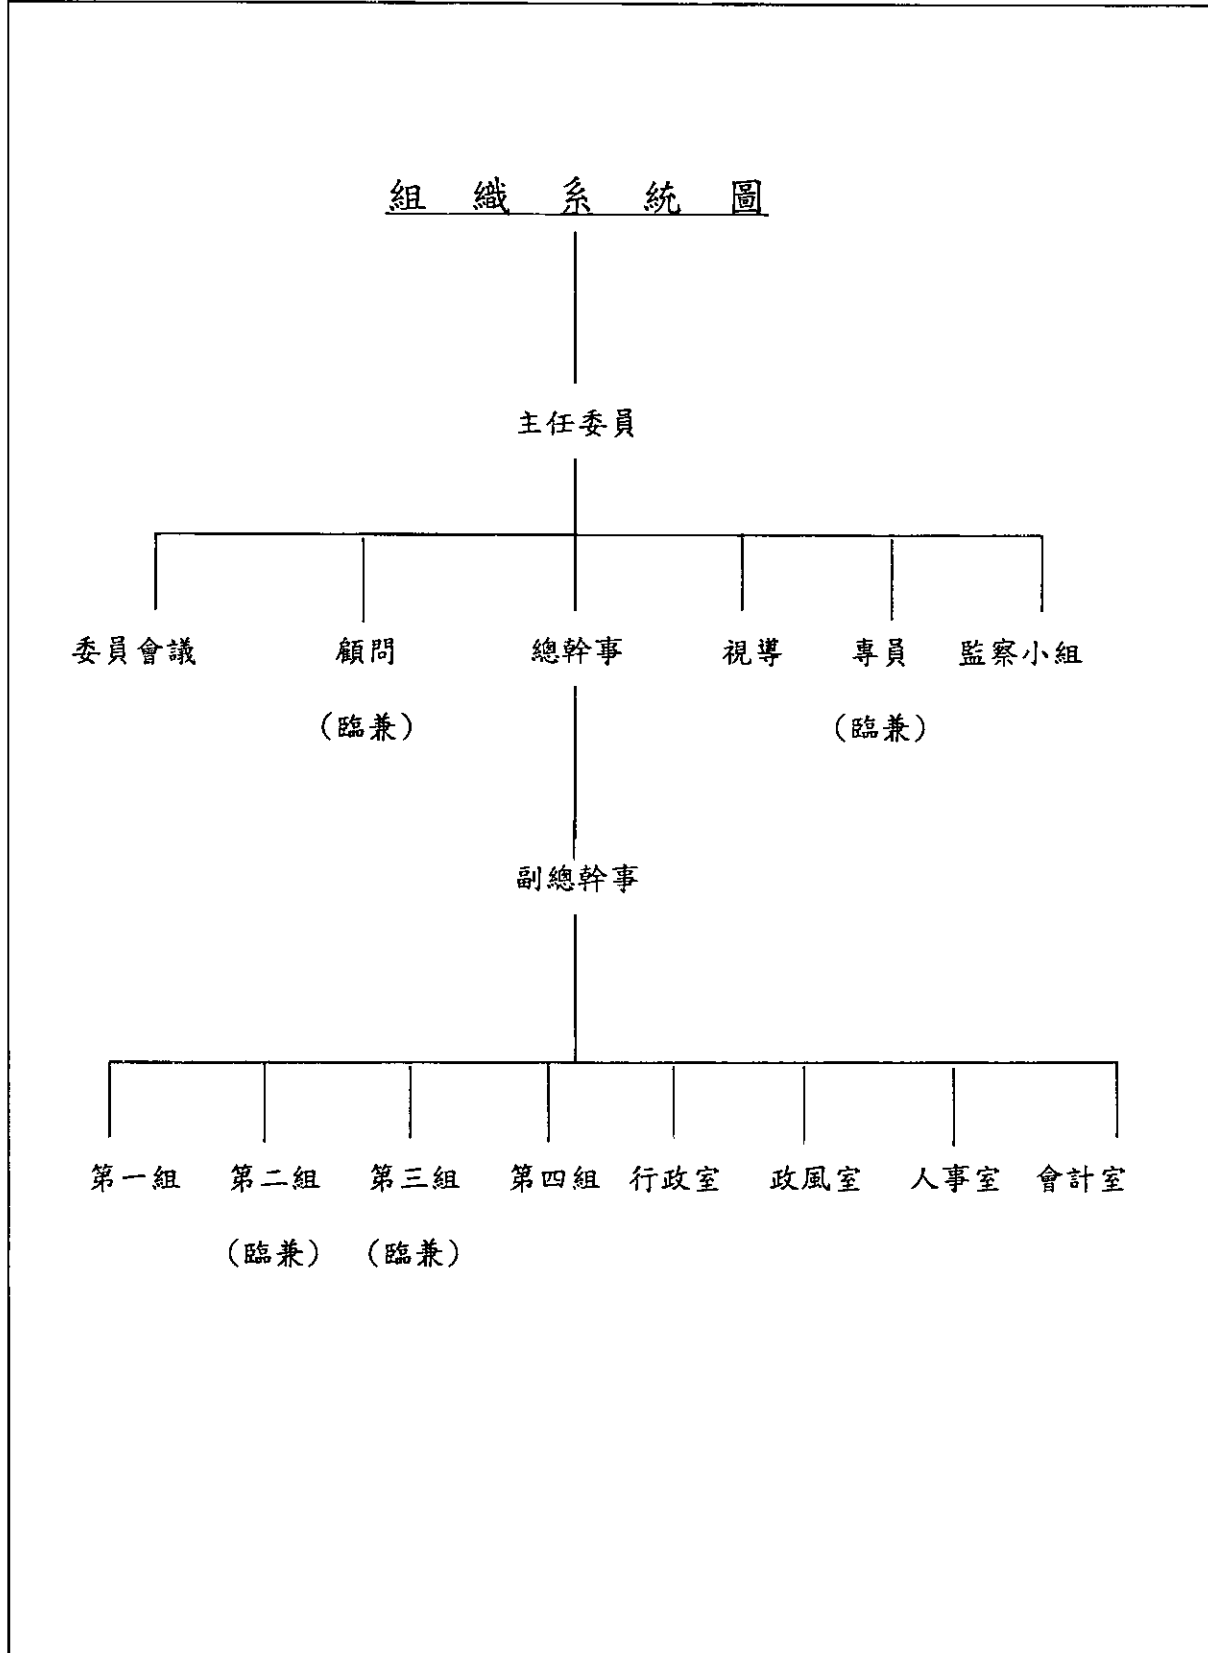 組織系統圖
主任委員
委員會議 顧問 總幹事 視導 專員 監察小組
(臨兼) (臨兼)
副總幹事
第一組 第二組 第三組 第四組 行政室 政風室 人事室 會計室
(臨兼) (臨兼)